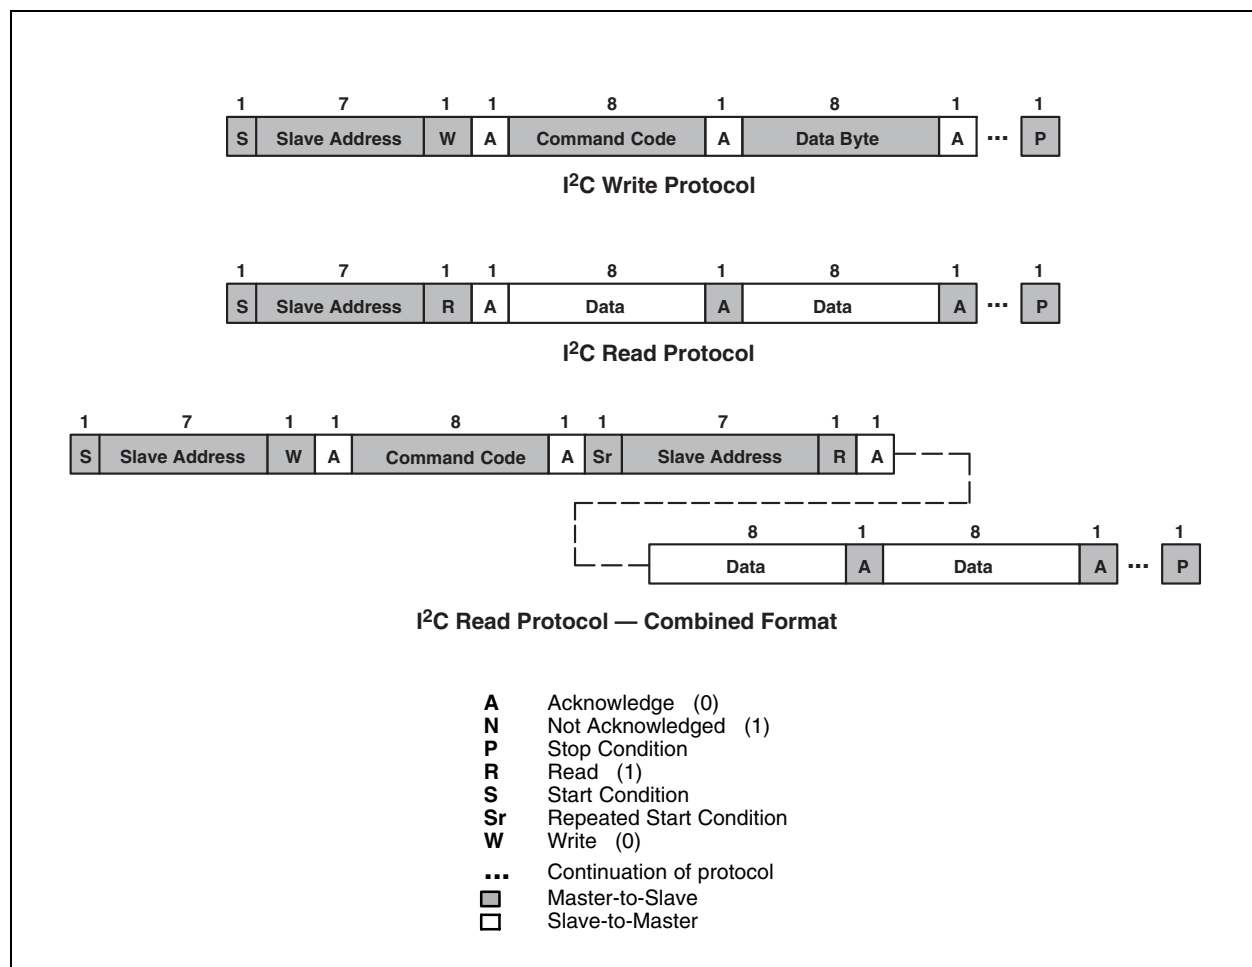 1 7 1 1 8 1 8 1 1
S Slave Address W A Command Code A Data Byte A ... P
I²C Write Protocol
1 7 1 1 8 1 8 1 1
S Slave Address R A Data A Data A ... P
I²C Read Protocol
1 7 1 1 8 1 1 7 1 1
S Slave Address W A Command Code A Sr Slave Address R A
8 1 8 1 1
Data A Data A ... P
I²C Read Protocol — Combined Format
A Acknowledge (0)
N Not Acknowledged (1)
P Stop Condition
R Read (1)
S Start Condition
Sr Repeated Start Condition
W Write (0)
... Continuation of protocol
Master-to-Slave
Slave-to-Master